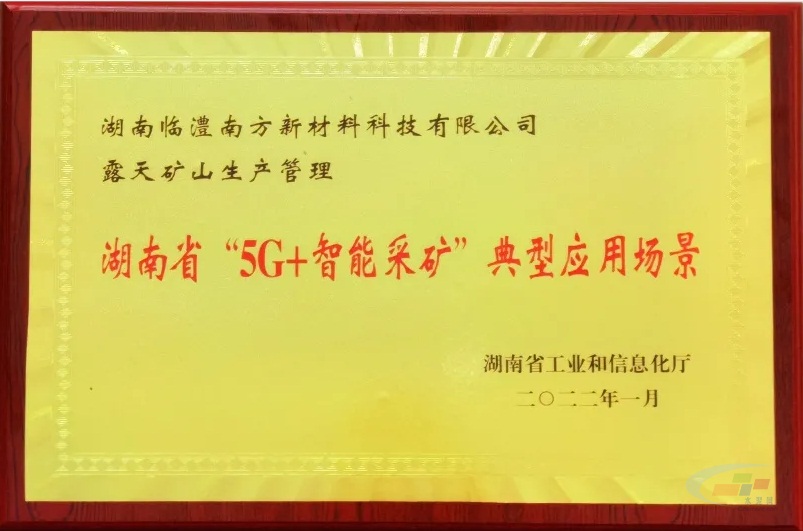 湖南临澧南方新材料科技有限公司
露天矿山生产管理
湖南省“5G+智能采矿”典型应用场景
湖南省工业和信息化厅
二〇二二年一月